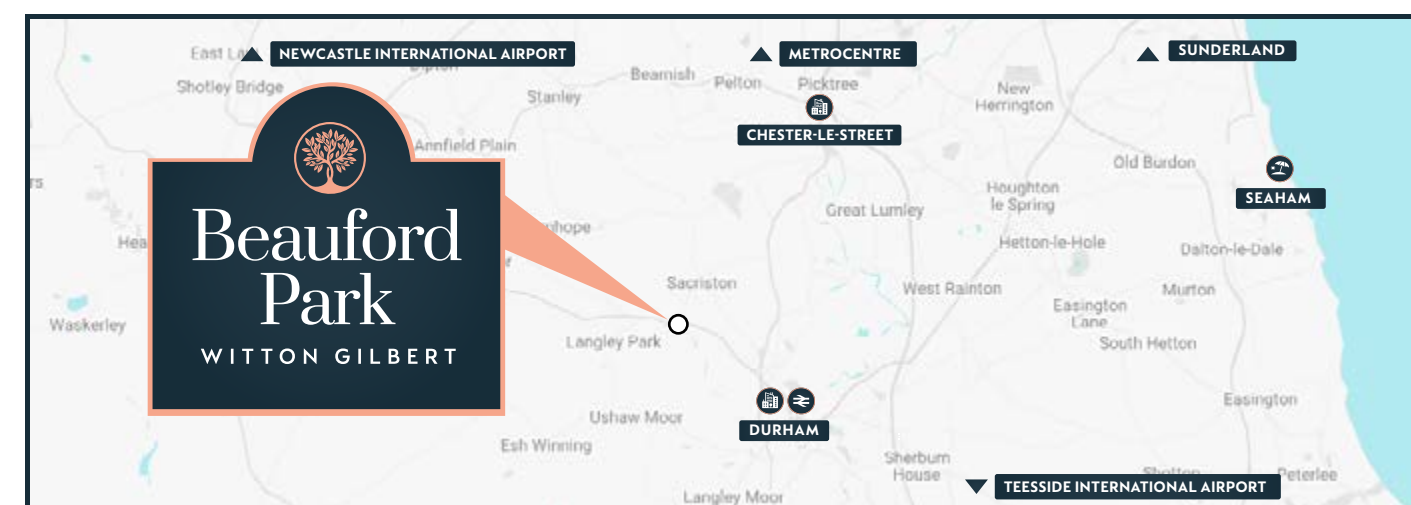 NEWCASTLE INTERNATIONAL AIRPORT
METROCENTRE
SUNDERLAND
East
Shotley Bridge
Beamish
Pelton
Picktree
Stanley
New
Herrington
CHESTER-LE-STREET
Annfield Plain
Old Burdon
SEAHAM
Houghton
le Spring
Great Lumley
Beauford
Park
WITTON GILBERT
Hetton-le-Hole
Dalton-le-Dale
Sacriston
West Rainton
Murton
Easington
Lane
Waskerley
Langley Park
South Hetton
Easington
DURHAM
Ushaw Moor
Esh Winning
Sherburn
House
Peterlee
TEESSIDE INTERNATIONAL AIRPORT
Langley Moor